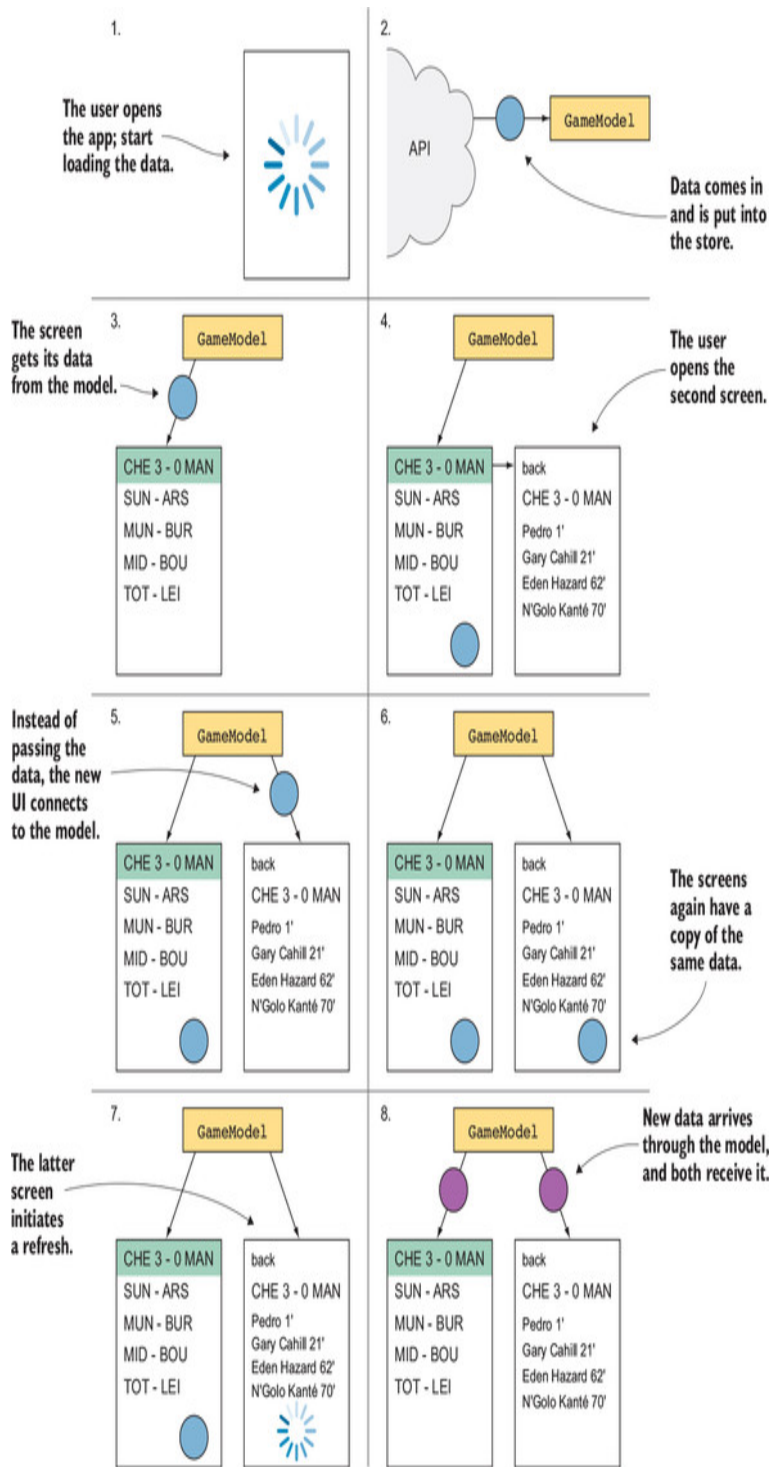 1.
The user opens
the app; start
loading the data.
2.
API
GameModel
Data comes in
and is put into
the store.
3.
The screen
gets its data
from the model.
GameModel
CHE 3 - 0 MAN
SUN - ARS
MUN - BUR
MID - BOU
TOT - LEI
4.
GameModel
The user
opens the
second screen.
CHE 3 - 0 MAN
SUN - ARS
MUN - BUR
MID - BOU
TOT - LEI
back
CHE 3 - 0 MAN
Pedro 1'
Gary Cahill 21'
Eden Hazard 62'
N'Golo Kanté 70'
5.
Instead of
passing the
data, the new
UI connects
to the model.
GameModel
CHE 3 - 0 MAN
SUN - ARS
MUN - BUR
MID - BOU
TOT - LEI
back
CHE 3 - 0 MAN
Pedro 1'
Gary Cahill 21'
Eden Hazard 62'
N'Golo Kanté 70'
6.
GameModel
CHE 3 - 0 MAN
SUN - ARS
MUN - BUR
MID - BOU
TOT - LEI
back
CHE 3 - 0 MAN
Pedro 1'
Gary Cahill 21'
Eden Hazard 62'
N'Golo Kanté 70'
The screens
again have a
copy of the
same data.
7.
GameModel
The latter
screen
initiates
a refresh.
CHE 3 - 0 MAN
SUN - ARS
MUN - BUR
MID - BOU
TOT - LEI
back
CHE 3 - 0 MAN
Pedro 1'
Gary Cahill 21'
Eden Hazard 62'
N'Golo Kanté 70'
8.
GameModel
New data arrives
through the model,
and both receive it.
CHE 3 - 0 MAN
SUN - ARS
MUN - BUR
MID - BOU
TOT - LEI
back
CHE 3 - 0 MAN
Pedro 1'
Gary Cahill 21'
Eden Hazard 62'
N'Golo Kanté 70'